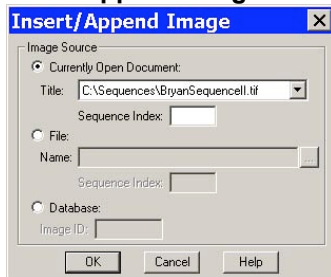 Insert/Append Image
Image Source
Currently Open Document:
Title: C:\Sequences\BryanSequenceII.tif
Sequence Index:
File:
Name: ...
Sequence Index:
Database:
Image ID:
OK Cancel Help